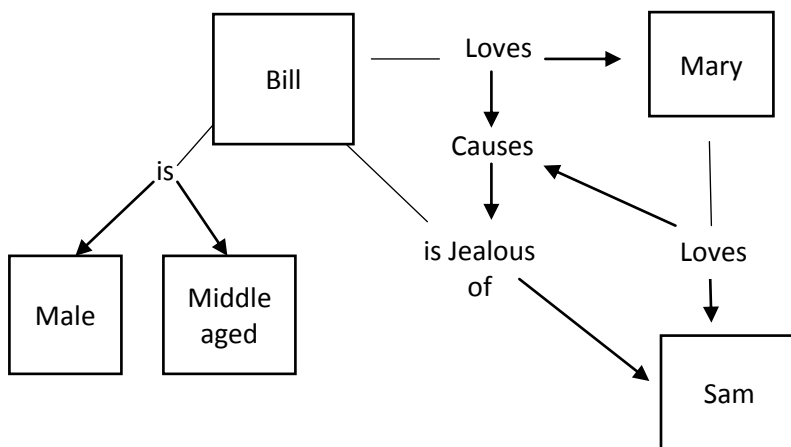 Bill
Loves
Mary
Causes
is
is Jealous
of
Loves
Male
Middle
aged
Sam